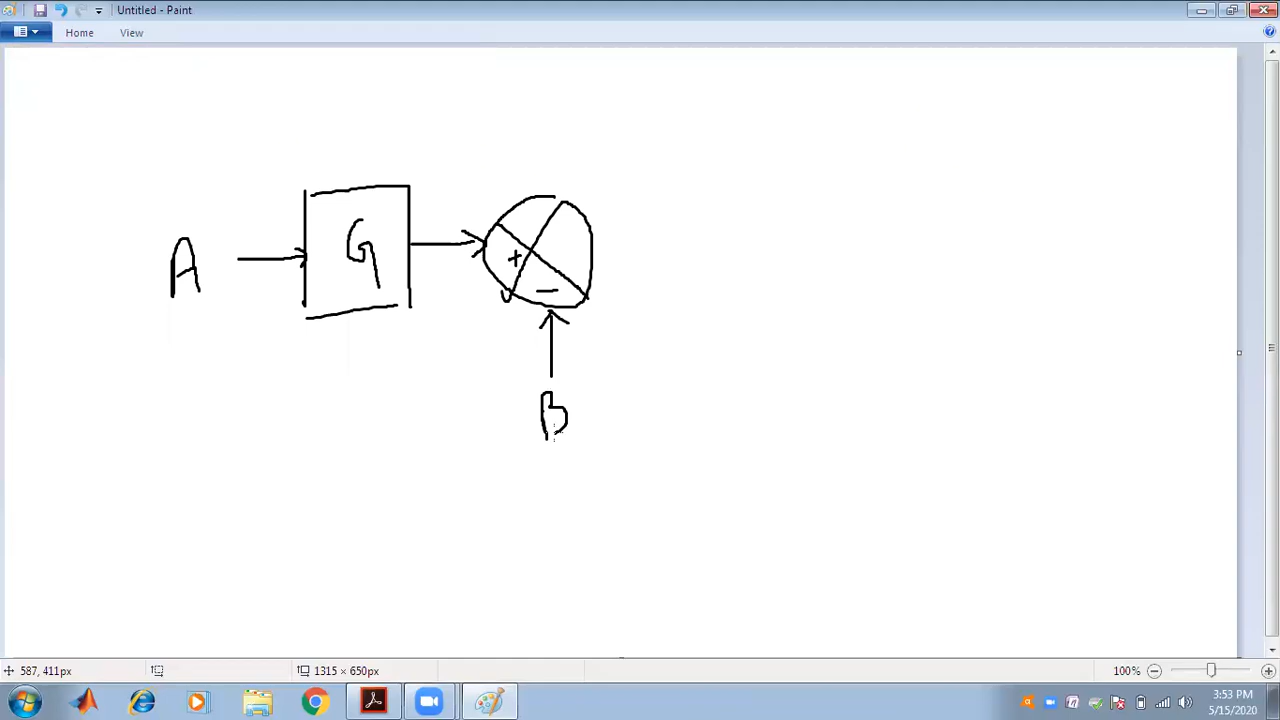 Untitled - Paint
Home View
A G + −
B
587, 411px 1315 × 650px 100%
3:53 PM
5/15/2020